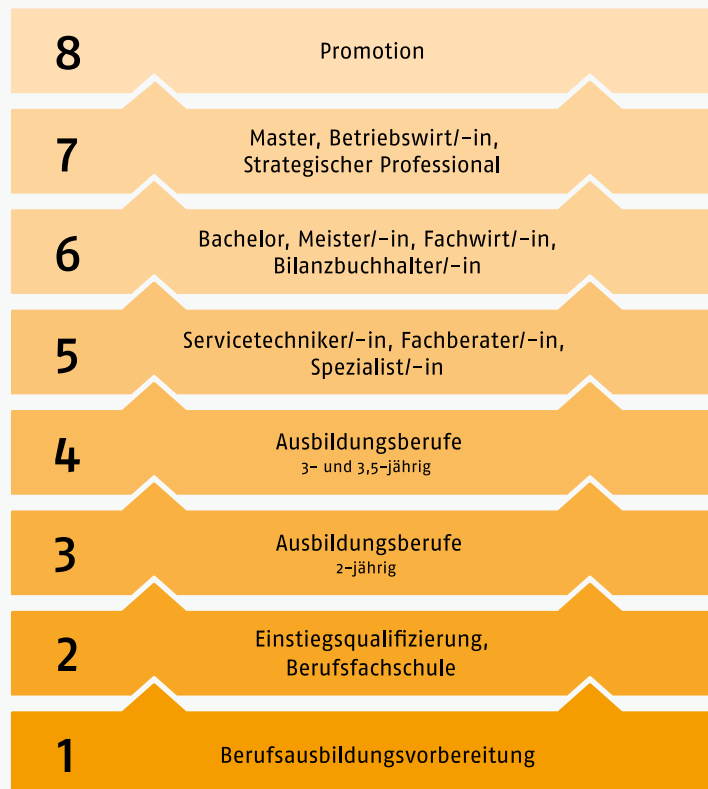 8
Promotion
7
Master, Betriebswirt/-in,
Strategischer Professional
6
Bachelor, Meister/-in, Fachwirt/-in,
Bilanzbuchhalter/-in
5
Servicetechniker/-in, Fachberater/-in,
Spezialist/-in
4
Ausbildungsberufe
3- und 3,5-jährig
3
Ausbildungsberufe
2-jährig
2
Einstiegsqualifizierung,
Berufsfachschule
1
Berufsausbildungsvorbereitung